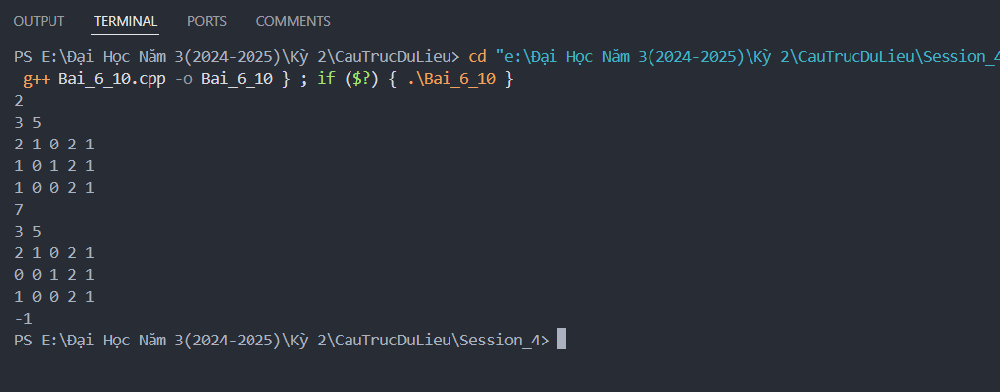 OUTPUT TERMINAL PORTS COMMENTS
PS E:\Đại Học Năm 3(2024-2025)\Kỳ 2\CauTrucDuLieu> cd "e:\Đại Học Năm 3(2024-2025)\Kỳ 2\CauTrucDuLieu\Session_4
g++ Bai_6_10.cpp -o Bai_6_10 } ; if ($?) { .\Bai_6_10 }
2
3 5
2 1 0 2 1
1 0 1 2 1
1 0 0 2 1
7
3 5
2 1 0 2 1
0 0 1 2 1
1 0 0 2 1
-1
PS E:\Đại Học Năm 3(2024-2025)\Kỳ 2\CauTrucDuLieu\Session_4>